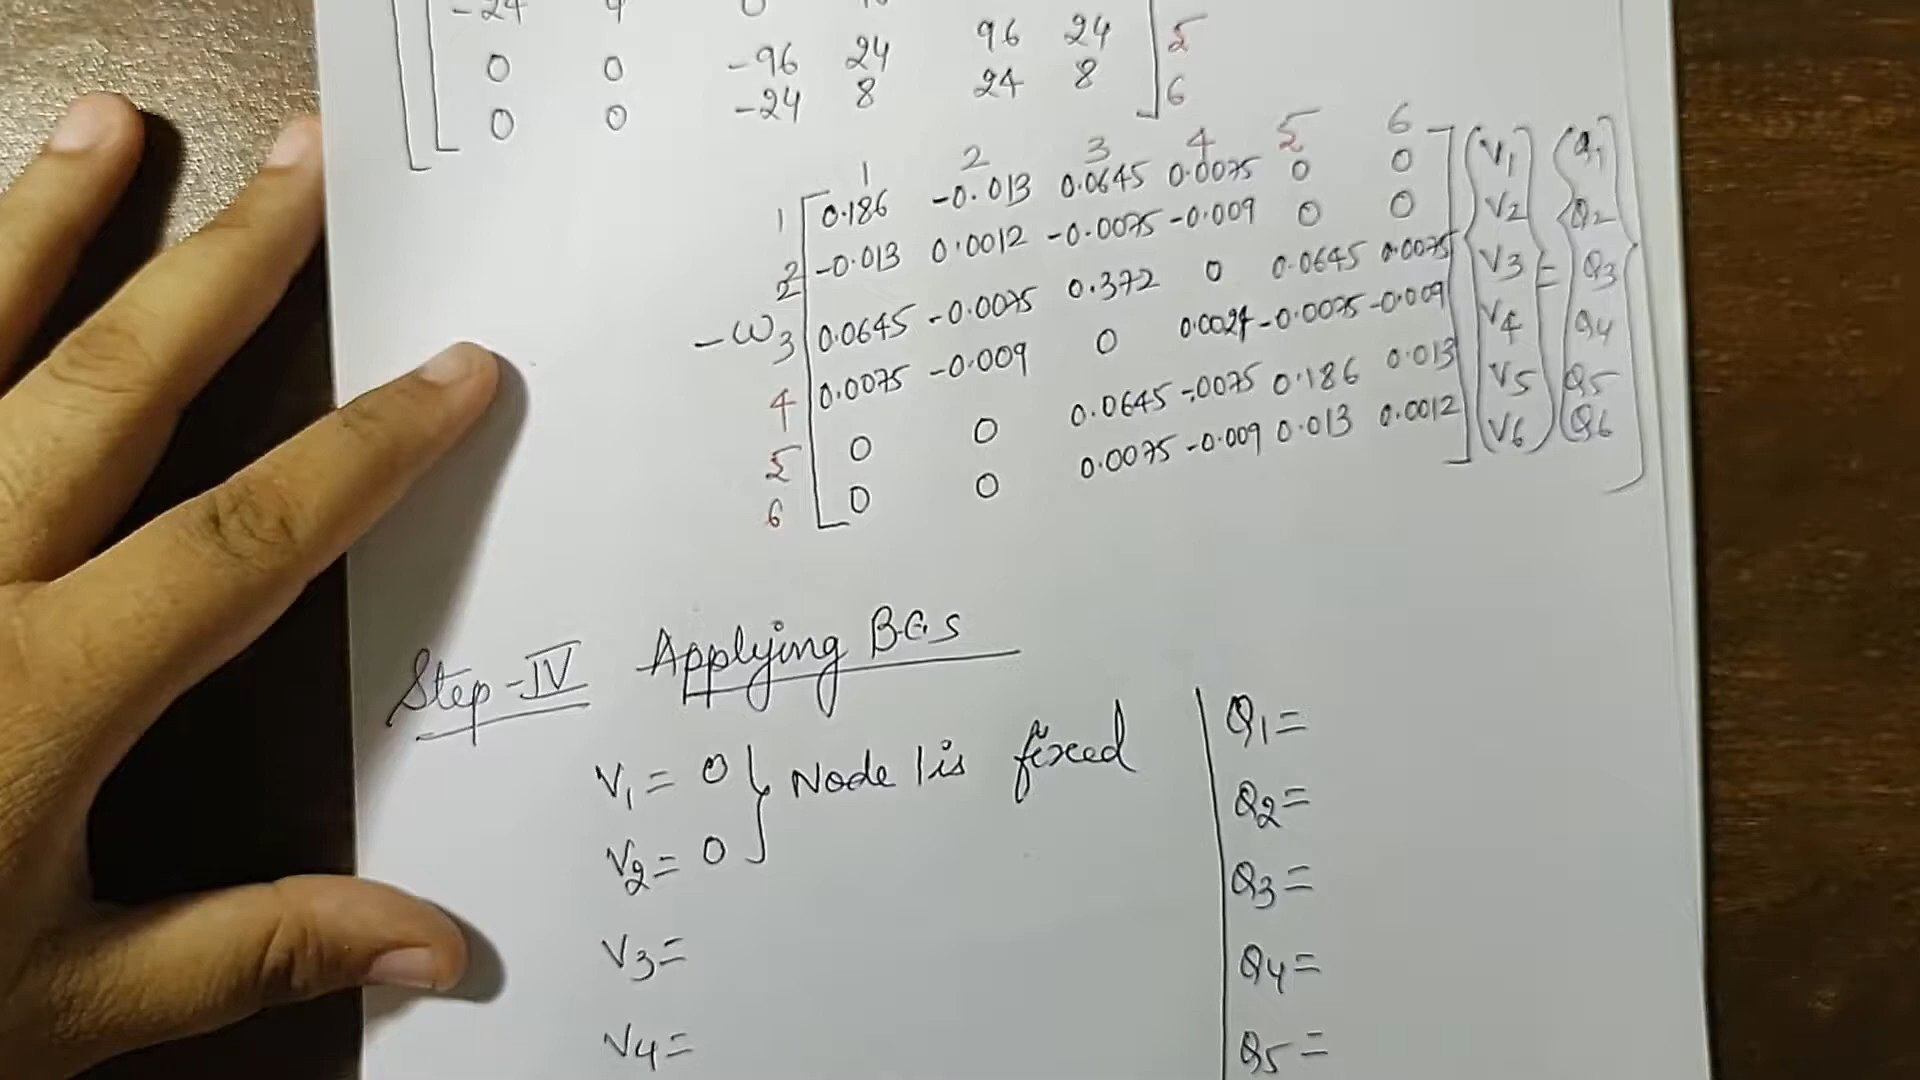 -24
0 0 -96 24 96 24 5
0 0 -24 8 24 8 6
1 2 3 4 5 6
1 0.186 -0.013 0.0645 0.0075 0 0 V1 Q1
2 -0.013 0.0012 -0.0075 -0.009 0 0 V2 Q2
-ω 3 0.0645 -0.0075 0.372 0 0.0645 0.0075 V3 = Q3
4 0.0075 -0.009 0 0.0024 -0.0075 -0.009 V4 Q4
5 0 0 0.0645 -.0075 0.186 0.013 V5 Q5
6 0 0 0.0075 -0.009 0.013 0.0012 V6 Q6
Step-IV Applying B.C.s
V1 = 0 } Node 1 is fixed
V2 = 0
V3 =
V4 =
Q1 =
Q2 =
Q3 =
Q4 =
Q5 =